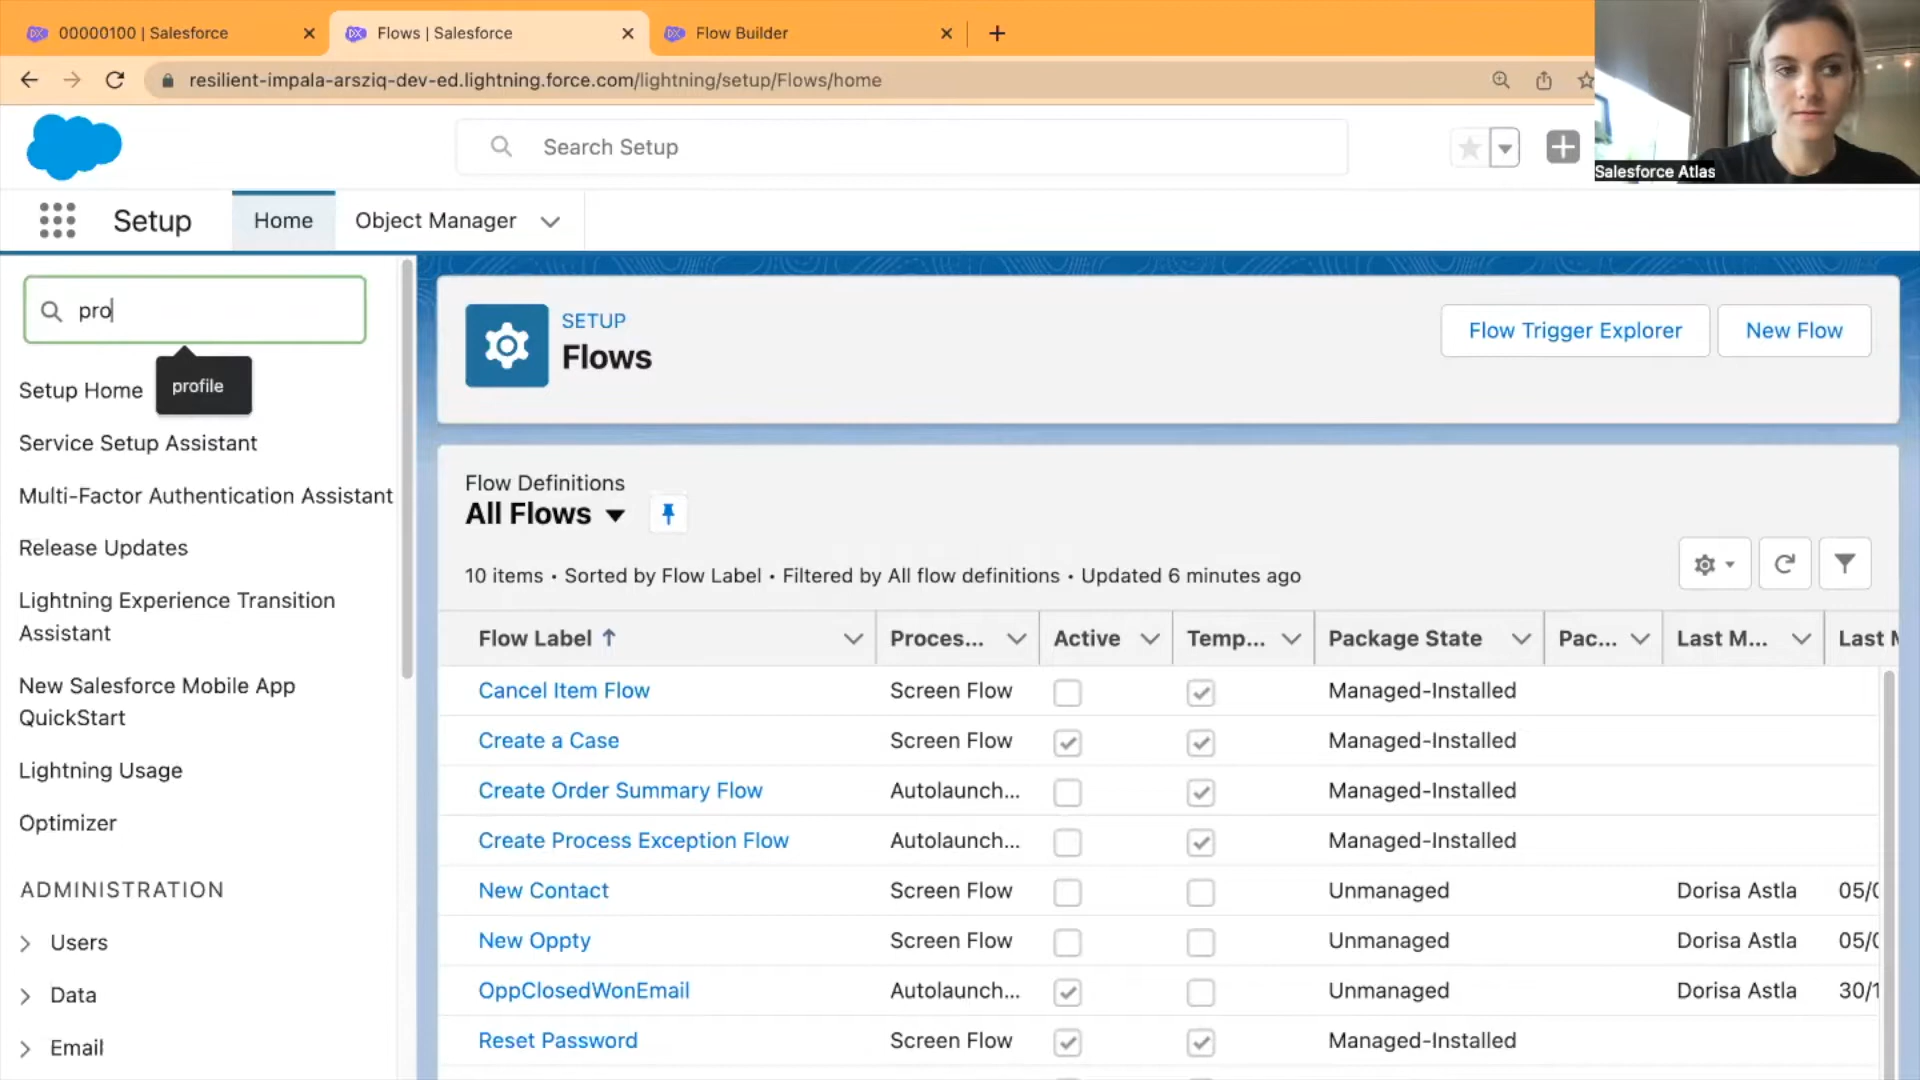 00000100 | Salesforce
Flows | Salesforce
Flow Builder
resilient-impala-arsziq-dev-ed.lightning.force.com/lightning/setup/Flows/home
Salesforce Atlas
Search Setup
Setup
Home
Object Manager
pro
profile
Setup Home
Service Setup Assistant
Multi-Factor Authentication Assistant
Release Updates
Lightning Experience Transition
Assistant
New Salesforce Mobile App
QuickStart
Lightning Usage
Optimizer
ADMINISTRATION
Users
Data
Email
SETUP
Flows
Flow Trigger Explorer
New Flow
Flow Definitions
All Flows
10 items • Sorted by Flow Label • Filtered by All flow definitions • Updated 6 minutes ago
Flow Label Proces... Active Temp... Package State Pac... Last M... Last M
Cancel Item Flow Screen Flow Managed-Installed
Create a Case Screen Flow Managed-Installed
Create Order Summary Flow Autolaunch... Managed-Installed
Create Process Exception Flow Autolaunch... Managed-Installed
New Contact Screen Flow Unmanaged Dorisa Astla 05/0
New Oppty Screen Flow Unmanaged Dorisa Astla 05/0
OppClosedWonEmail Autolaunch... Unmanaged Dorisa Astla 30/1
Reset Password Screen Flow Managed-Installed